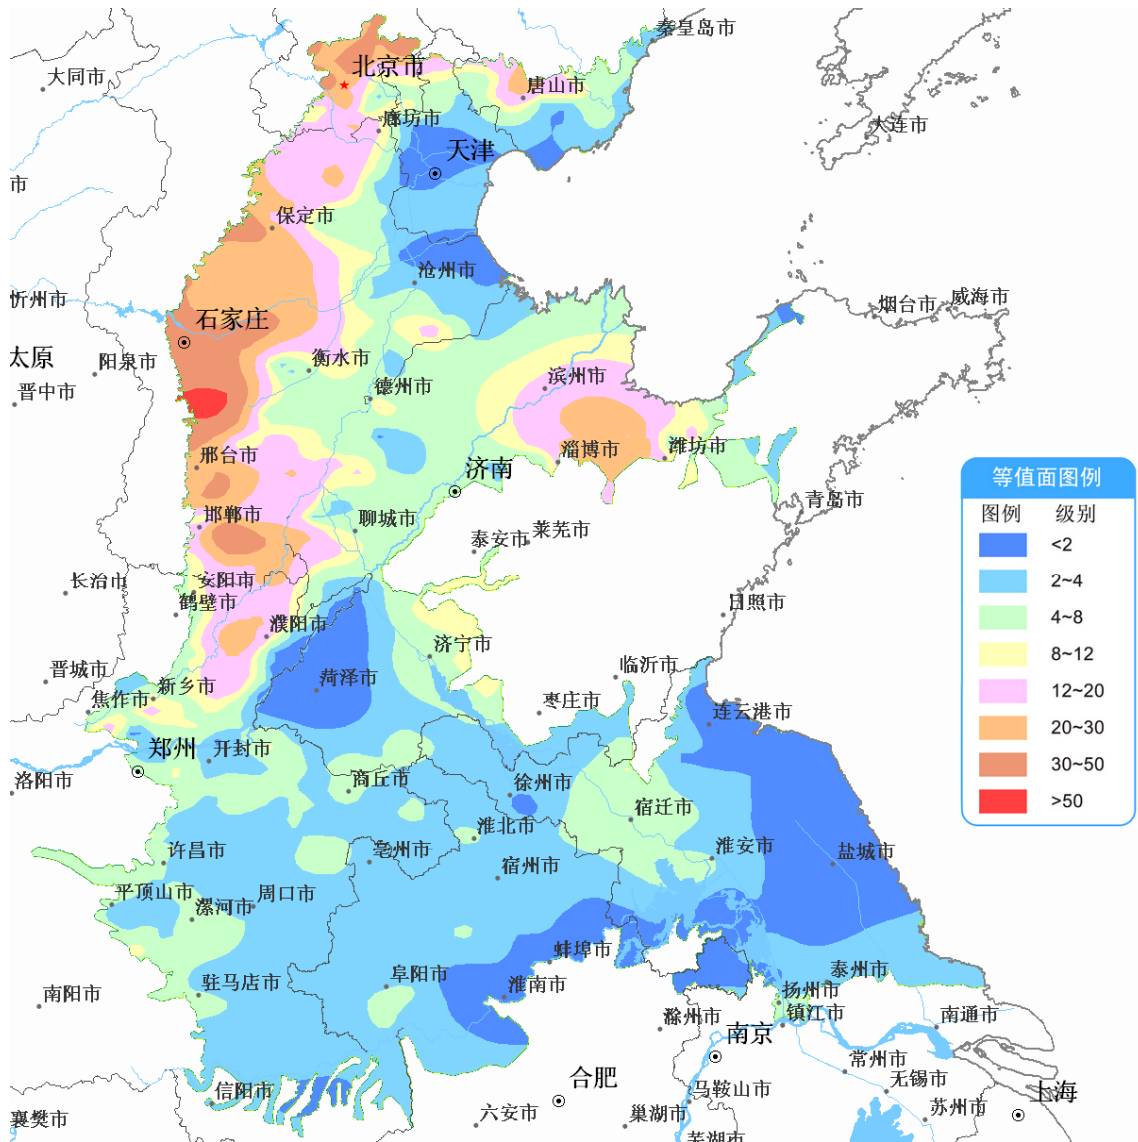 秦皇岛市
北京市
大同市
唐山市
廊坊市
大连市
天津
市
保定市
沧州市
忻州市
烟台市
威海市
石家庄
太原
阳泉市
衡水市
晋中市
德州市
滨州市
邢台市
淄博市
潍坊市
济南
等值面图例
图例
级别
<2
2~4
4~8
8~12
12~20
20~30
30~50
>50
青岛市
邯郸市
聊城市
泰安市
莱芜市
长治市
安阳市
鹤壁市
日照市
濮阳市
济宁市
晋城市
临沂市
菏泽市
新乡市
焦作市
枣庄市
连云港市
郑州
开封市
洛阳市
商丘市
徐州市
宿迁市
淮北市
许昌市
亳州市
淮安市
盐城市
宿州市
平顶山市
周口市
漯河市
蚌埠市
泰州市
阜阳市
驻马店市
淮南市
南阳市
扬州市
滁州市
镇江市
南通市
南京
常州市
合肥
无锡市
信阳市
马鞍山市
上海
襄樊市
六安市
巢湖市
苏州市
芜湖市